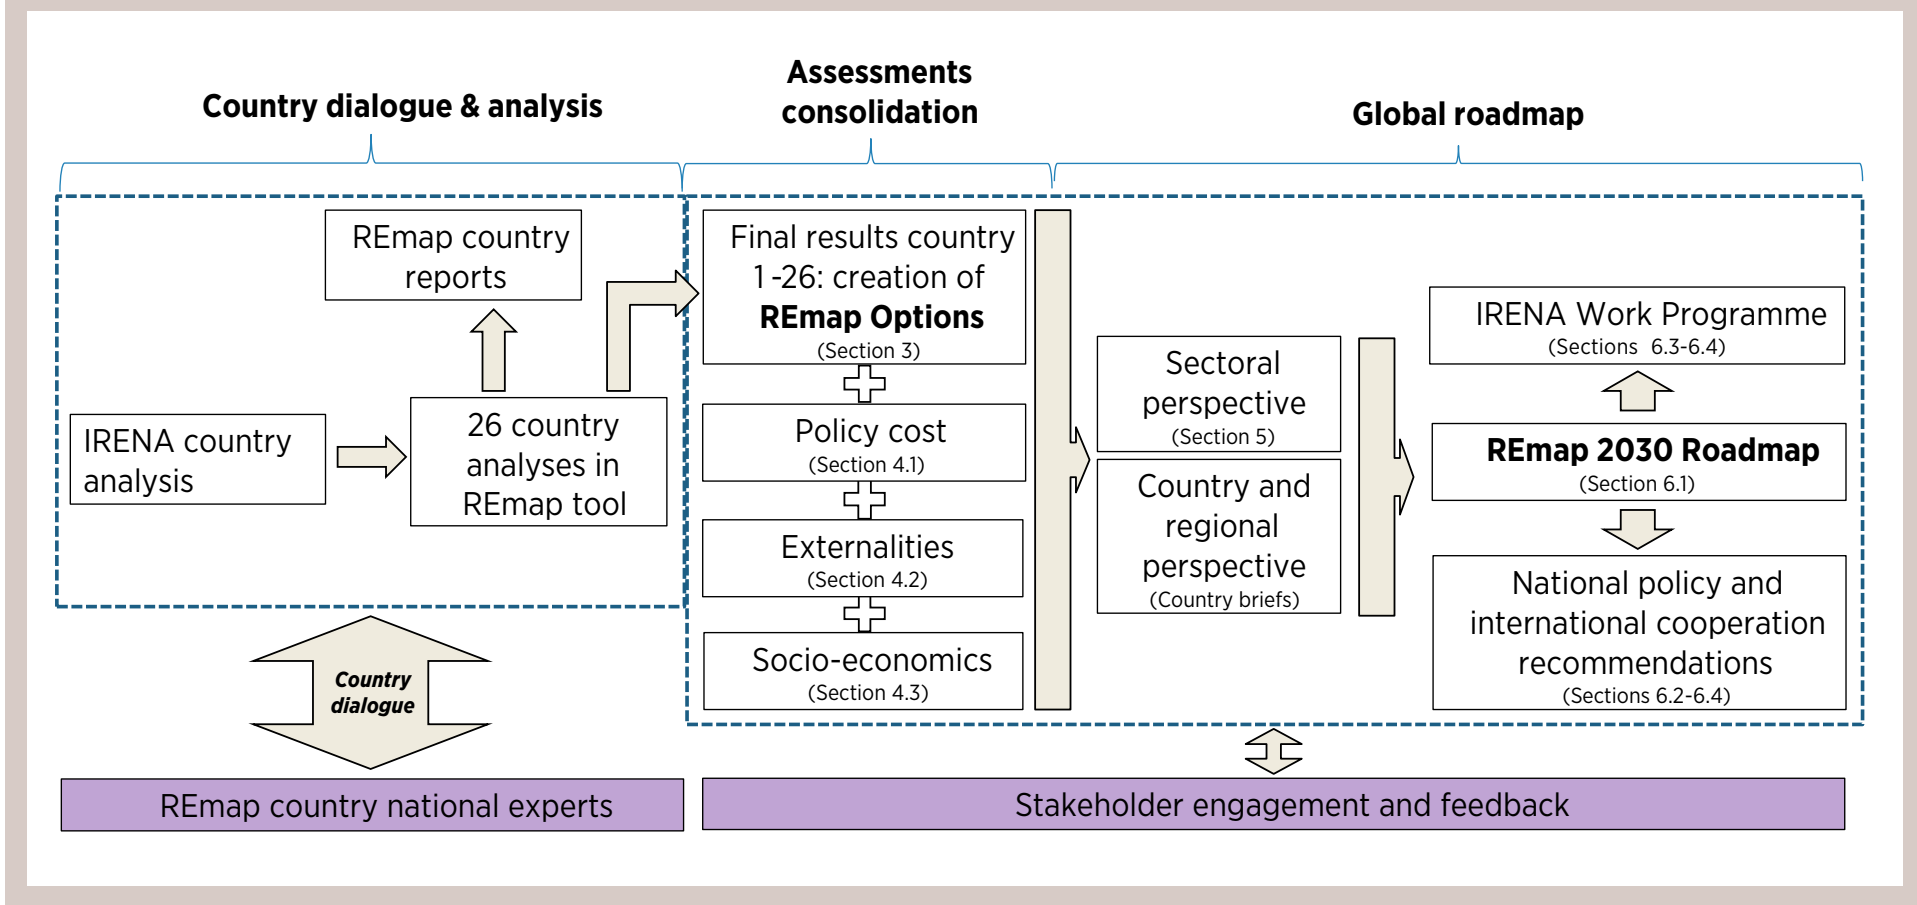 Country dialogue & analysis
Assessments
consolidation
Global roadmap
REmap country
reports
IRENA country
analysis
26 country
analyses in
REmap tool
Country
dialogue
REmap country national experts
Final results country
1-26: creation of
REmap Options
(Section 3)
Policy cost
(Section 4.1)
Externalities
(Section 4.2)
Socio-economics
(Section 4.3)
Sectoral
perspective
(Section 5)
Country and
regional
perspective
(Country briefs)
IRENA Work Programme
(Sections 6.3-6.4)
REmap 2030 Roadmap
(Section 6.1)
National policy and
international cooperation
recommendations
(Sections 6.2-6.4)
Stakeholder engagement and feedback